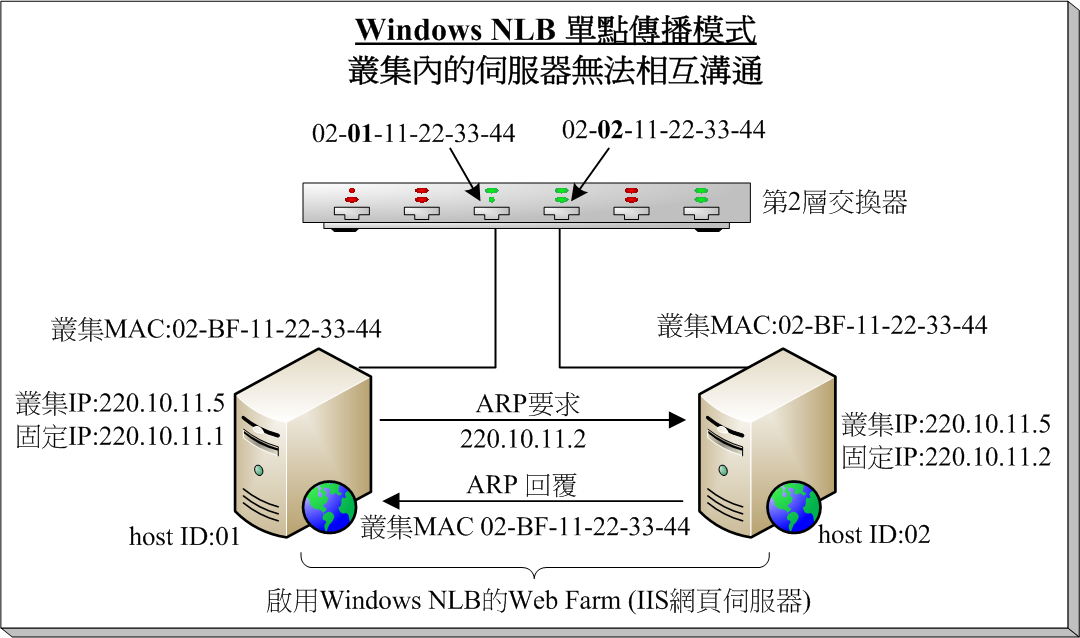 Windows NLB 單點傳播模式
叢集內的伺服器無法相互溝通
02-01-11-22-33-44
02-02-11-22-33-44
第2層交換器
叢集MAC:02-BF-11-22-33-44
叢集MAC:02-BF-11-22-33-44
叢集IP:220.10.11.5
固定IP:220.10.11.1
ARP要求
220.10.11.2
叢集IP:220.10.11.5
固定IP:220.10.11.2
ARP 回覆
叢集MAC 02-BF-11-22-33-44
host ID:01
host ID:02
啟用Windows NLB的Web Farm (IIS網頁伺服器)